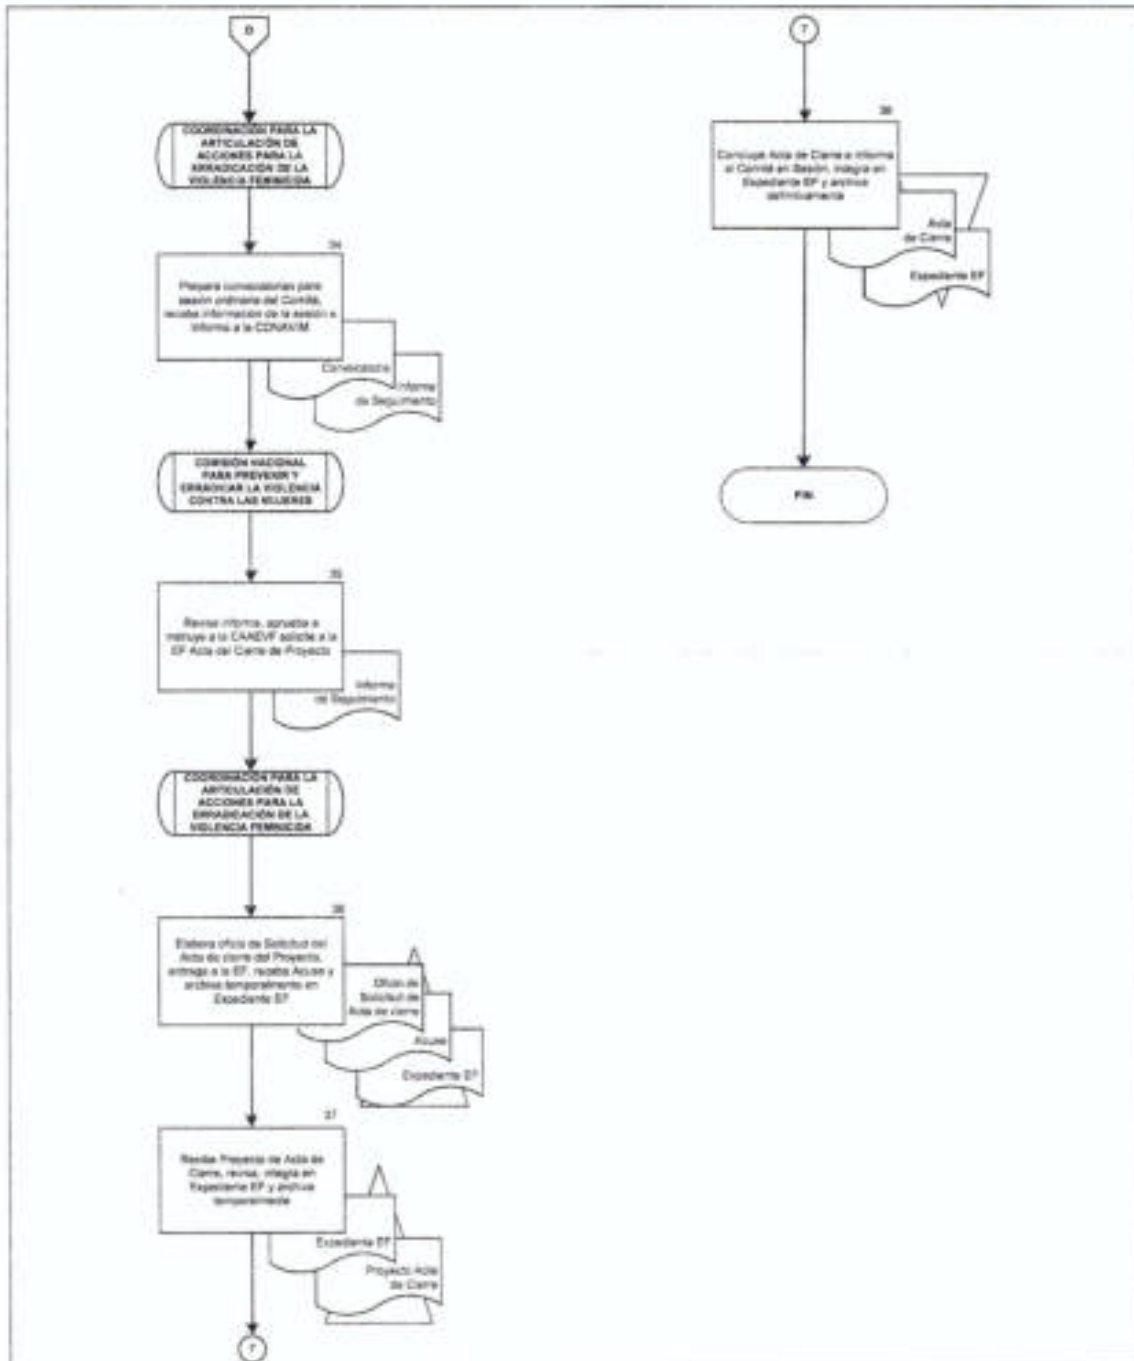 COORDINACIÓN PARA LA
ARTICULACIÓN DE
ACCIONES PARA LA
ERRADICACIÓN DE LA
VIOLENCIA FEMINICIDA
34
Prepara convocatorias para
sesión ordinaria del Comité,
recaba información de la sesión e
informa a la CONAVIM
Convocatoria
Informe
de Seguimiento
COMISIÓN NACIONAL
PARA PREVENIR Y
ERRADICAR LA VIOLENCIA
CONTRA LAS MUJERES
35
Revisa informe, aprueba e
instruye a la CAAEVF solicite a la
EF Acta del Cierre de Proyecto
Informe
de Seguimiento
COORDINACIÓN PARA LA
ARTICULACIÓN DE
ACCIONES PARA LA
ERRADICACIÓN DE LA
VIOLENCIA FEMINICIDA
36
Elabora oficio de Solicitud del
Acta de cierre del Proyecto,
entrega a la EF, recaba Acuse y
archiva temporalmente en
Expediente EF
Oficio de
Solicitud de
Acta de cierre
Acuse
Expediente EF
37
Recibe Proyecto de Acta de
Cierre, revisa, integra en
Expediente EF y archiva
temporalmente
Expediente EF
Proyecto Acta
de Cierre
7
7
38
Concluye Acta de Cierre e informa
al Comité en Sesión, integra en
Expediente EF y archiva
definitivamente
Acta
de Cierre
Expediente EF
FIN